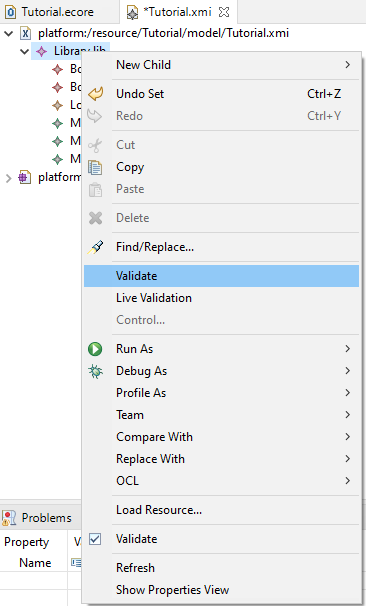 Tutorial.ecore
*Tutorial.xmi
platform:/resource/Tutorial/model/Tutorial.xmi
Library lib
New Child
Bo
Bo
Undo Set Ctrl+Z
Lo
Redo Ctrl+Y
M
M
Cut
M
Copy
platform
Paste
Delete
Find/Replace...
Validate
Live Validation
Control...
Run As
Debug As
Profile As
Team
Compare With
Replace With
OCL
Load Resource...
Problems
Validate
Property
Name
Refresh
Show Properties View